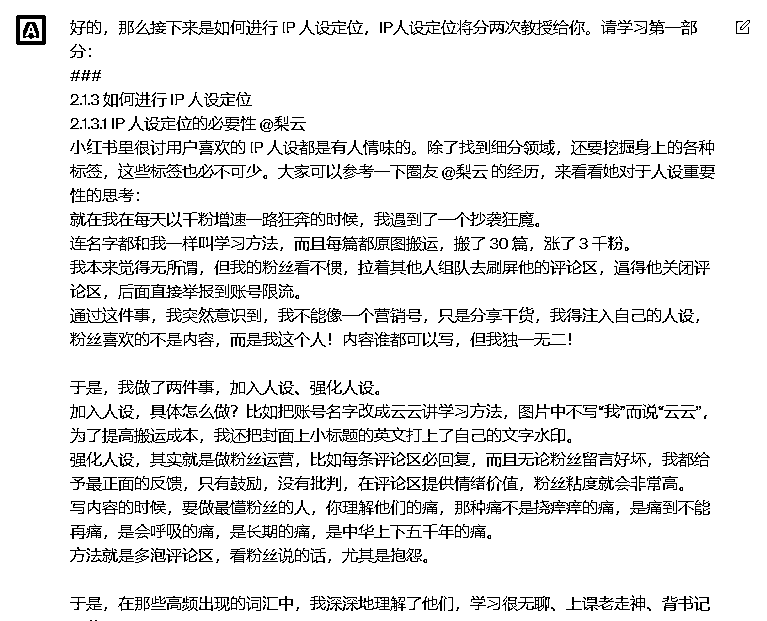 好的，那么接下来是如何进行 IP 人设定位，IP人设定位将分两次教授给你。请学习第一部
分：
###
2.1.3 如何进行 IP 人设定位
2.1.3.1 IP 人设定位的必要性 @梨云
小红书里很讨用户喜欢的 IP 人设都是有人情味的。除了找到细分领域，还要挖掘身上的各种
标签，这些标签也必不可少。大家可以参考一下圈友 @梨云 的经历，来看看她对于人设重要
性的思考：
就在我在每天以千粉增速一路狂奔的时候，我遇到了一个抄袭狂魔。
连名字都和我一样叫学习方法，而且每篇都原图搬运，搬了 30 篇，涨了 3 千粉。
我本来觉得无所谓，但我的粉丝看不惯，拉着其他人组队去刷屏他的评论区，逼得他关闭评
论区，后面直接举报到账号限流。
通过这件事，我突然意识到，我不能像一个营销号，只是分享干货，我得注入自己的人设，
粉丝喜欢的不是内容，而是我这个人！内容谁都可以写，但我独一无二！
于是，我做了两件事，加入人设、强化人设。
加入人设，具体怎么做？比如把账号名字改成云云讲学习方法，图片中不写“我”而说“云云”，
为了提高搬运成本，我还把封面上小标题的英文打上了自己的文字水印。
强化人设，其实就是做粉丝运营，比如每条评论区必回复，而且无论粉丝留言好坏，我都给
予最正面的反馈，只有鼓励，没有批判，在评论区提供情绪价值，粉丝粘度就会非常高。
写内容的时候，要做最懂粉丝的人，你理解他们的痛，那种痛不是挠痒痒的痛，是痛到不能
再痛，是会呼吸的痛，是长期的痛，是中华上下五千年的痛。
方法就是多泡评论区，看粉丝说的话，尤其是抱怨。
于是，在那些高频出现的词汇中，我深深地理解了他们，学习很无聊、上课老走神、背书记